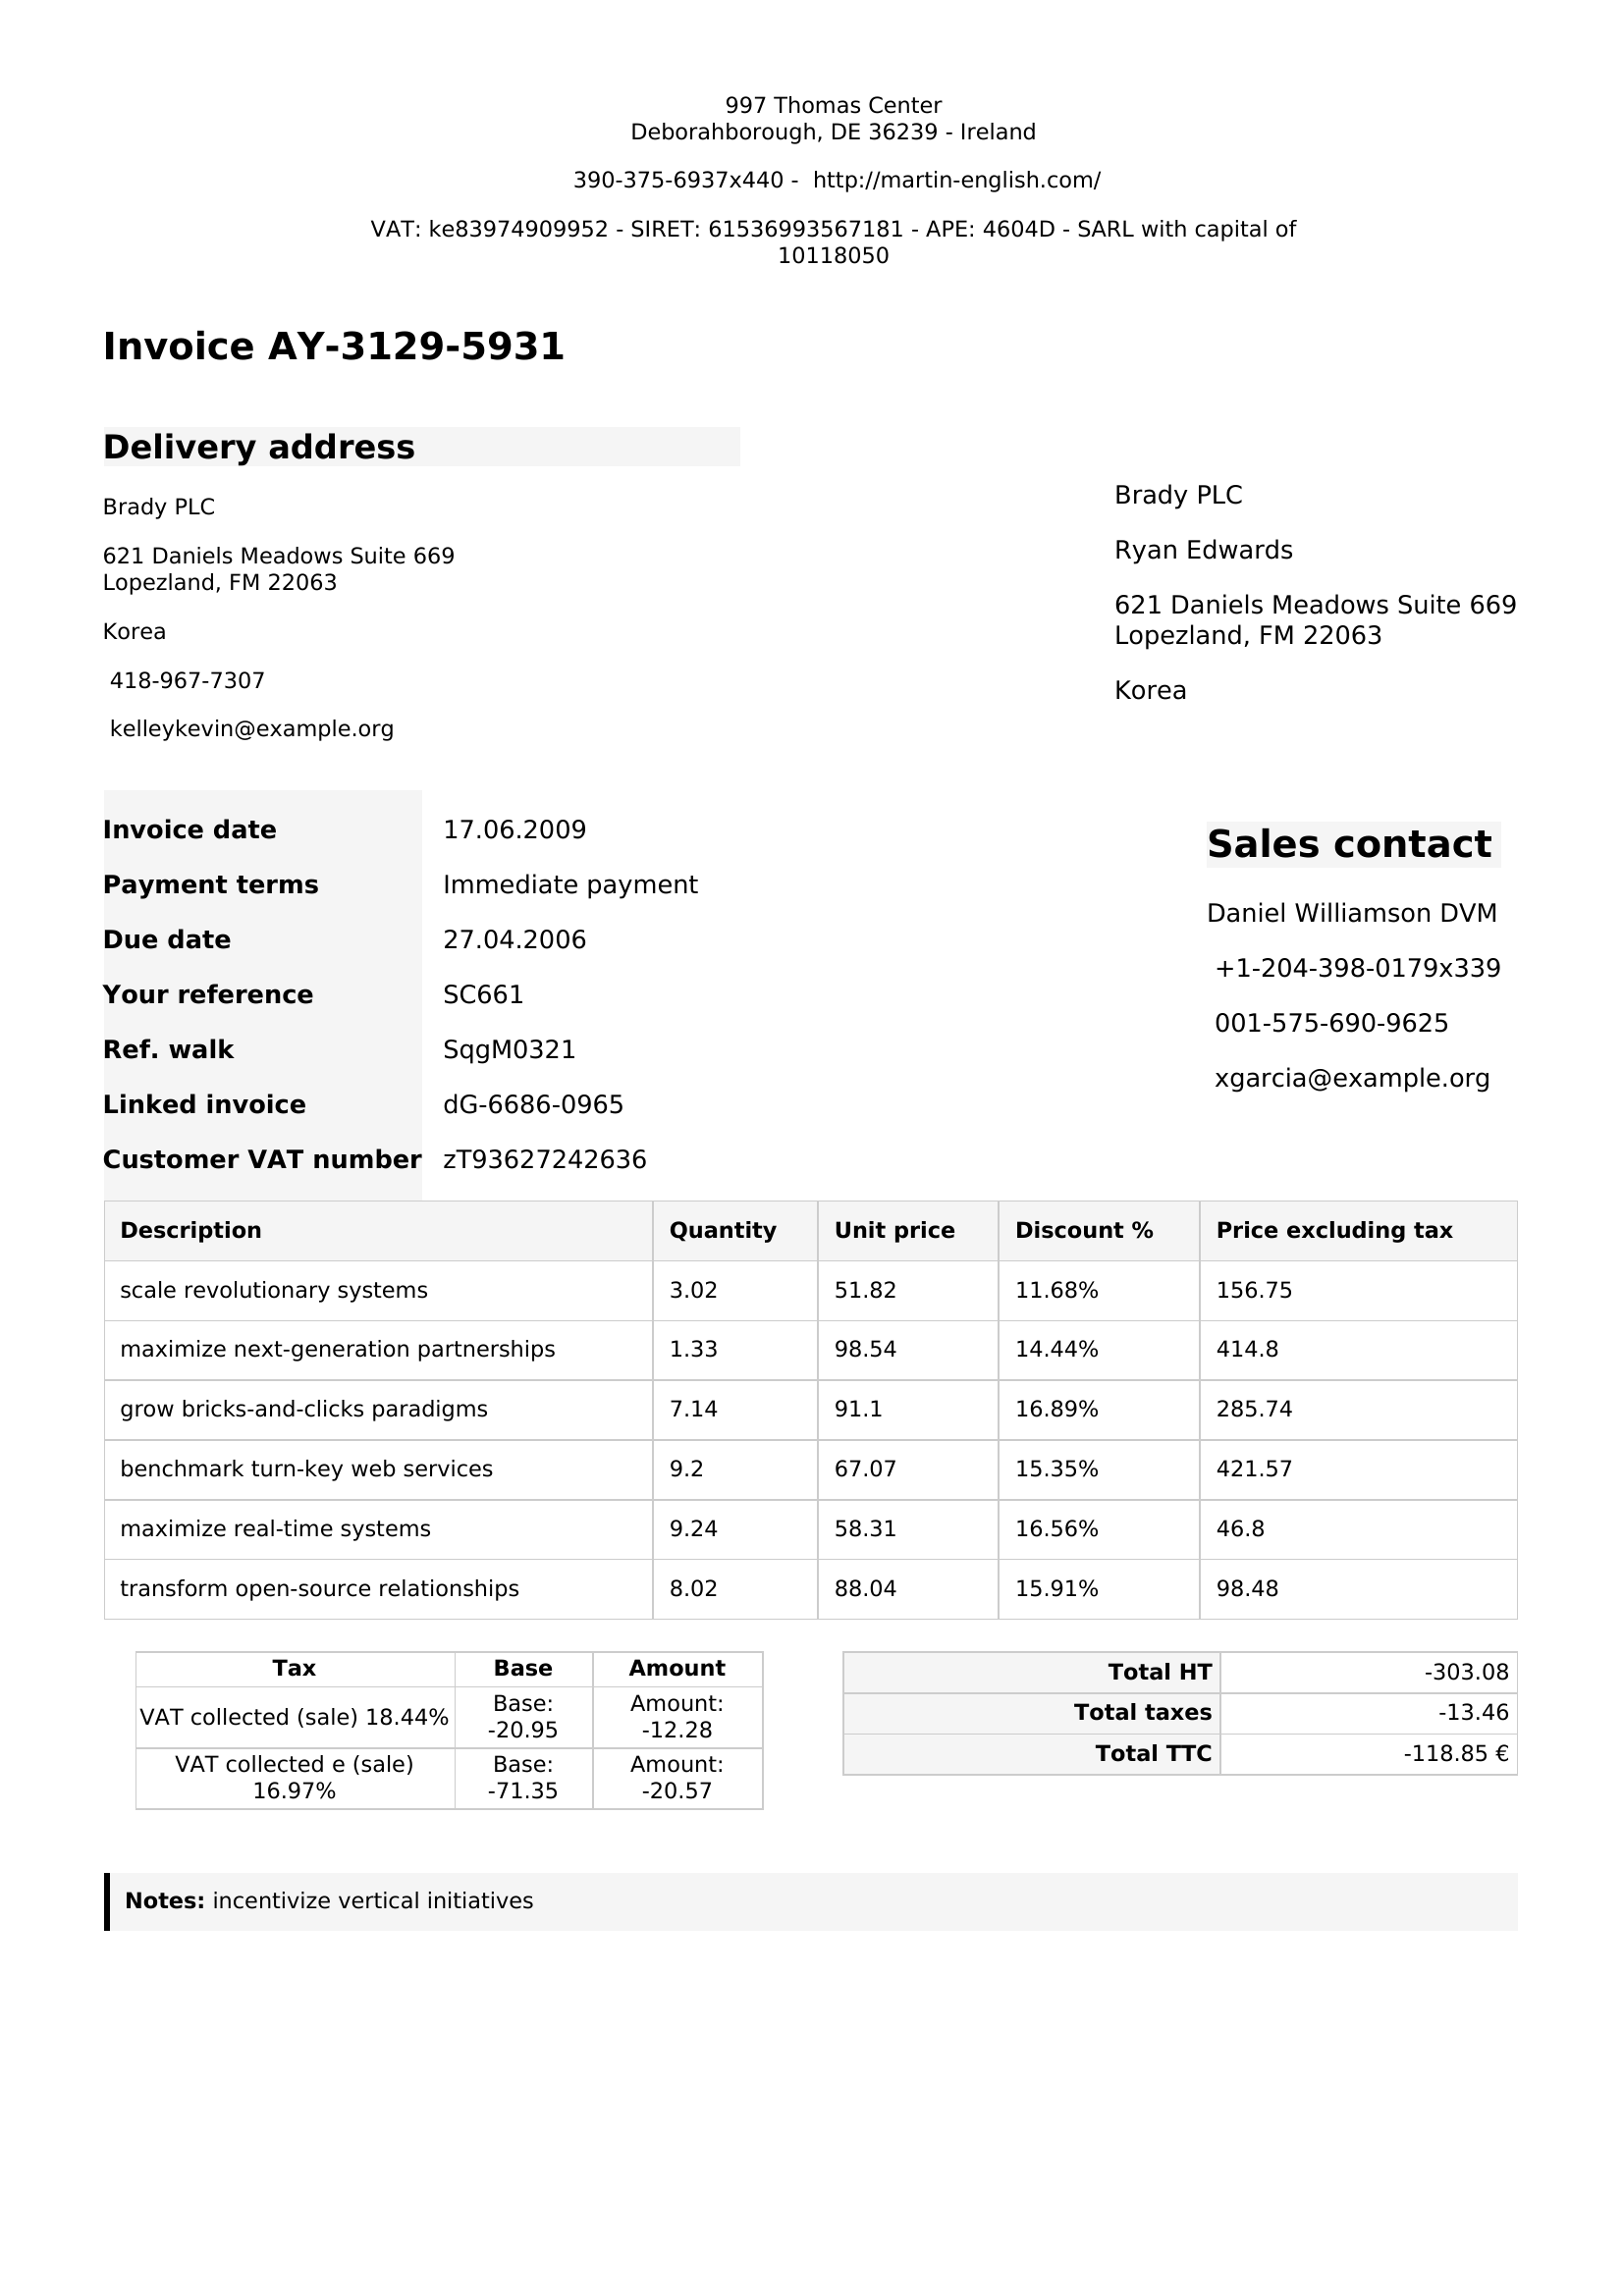 997 Thomas Center
Deborahborough, DE 36239 - Ireland
390-375-6937x440 - http://martin-english.com/
VAT: ke83974909952 - SIRET: 61536993567181 - APE: 4604D - SARL with capital of
10118050
Invoice AY-3129-5931
Delivery address
Brady PLC
621 Daniels Meadows Suite 669
Lopezland, FM 22063
Korea
418-967-7307
kelleykevin@example.org
Brady PLC
Ryan Edwards
621 Daniels Meadows Suite 669
Lopezland, FM 22063
Korea
Invoice date 17.06.2009
Payment terms Immediate payment
Due date 27.04.2006
Your reference SC661
Ref. walk SqgM0321
Linked invoice dG-6686-0965
Customer VAT number zT93627242636
Sales contact
Daniel Williamson DVM
+1-204-398-0179x339
001-575-690-9625
xgarcia@example.org
Description Quantity Unit price Discount % Price excluding tax
scale revolutionary systems 3.02 51.82 11.68% 156.75
maximize next-generation partnerships 1.33 98.54 14.44% 414.8
grow bricks-and-clicks paradigms 7.14 91.1 16.89% 285.74
benchmark turn-key web services 9.2 67.07 15.35% 421.57
maximize real-time systems 9.24 58.31 16.56% 46.8
transform open-source relationships 8.02 88.04 15.91% 98.48
Tax Base Amount
VAT collected (sale) 18.44% Base: -20.95 Amount: -12.28
VAT collected e (sale) 16.97% Base: -71.35 Amount: -20.57
Total HT -303.08
Total taxes -13.46
Total TTC -118.85 €
Notes: incentivize vertical initiatives